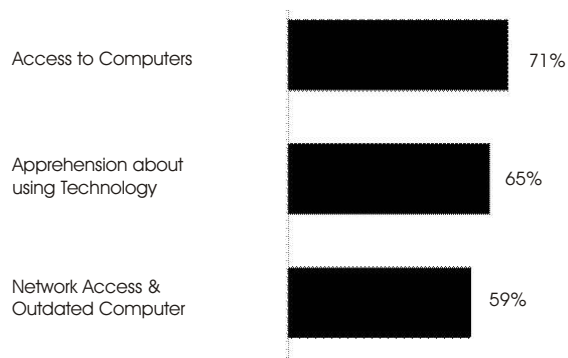 Access to Computers
71%
Apprehension about
using Technology
65%
Network Access &
Outdated Computer
59%